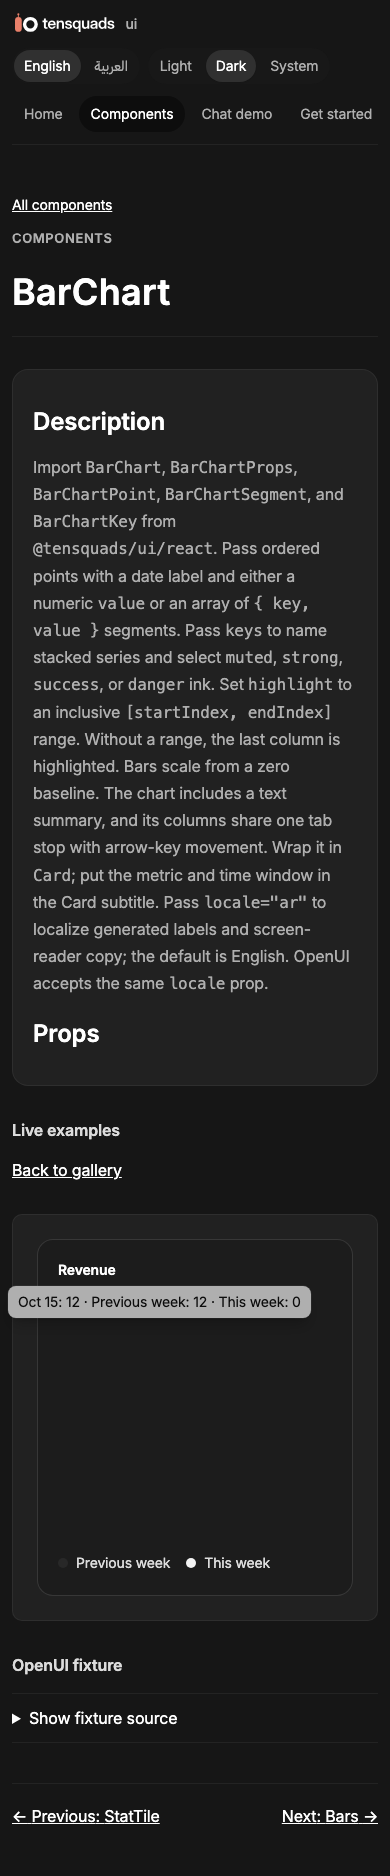 tensquads ui
English العربية Light Dark System
Home Components Chat demo Get started
All components
COMPONENTS
BarChart
Description
Import BarChart, BarChartProps,
BarChartPoint, BarChartSegment, and
BarChartKey from
@tensquads/ui/react. Pass ordered
points with a date label and either a
numeric value or an array of { key,
value } segments. Pass keys to name
stacked series and select muted, strong,
success, or danger ink. Set highlight to
an inclusive [startIndex, endIndex]
range. Without a range, the last column is
highlighted. Bars scale from a zero
baseline. The chart includes a text
summary, and its columns share one tab
stop with arrow-key movement. Wrap it in
Card; put the metric and time window in
the Card subtitle. Pass locale="ar" to
localize generated labels and screen-
reader copy; the default is English. OpenUI
accepts the same locale prop.
Props
Live examples
Back to gallery
Revenue
Oct 15: 12 · Previous week: 12 · This week: 0
Previous week This week
OpenUI fixture
▶ Show fixture source
← Previous: StatTile Next: Bars →